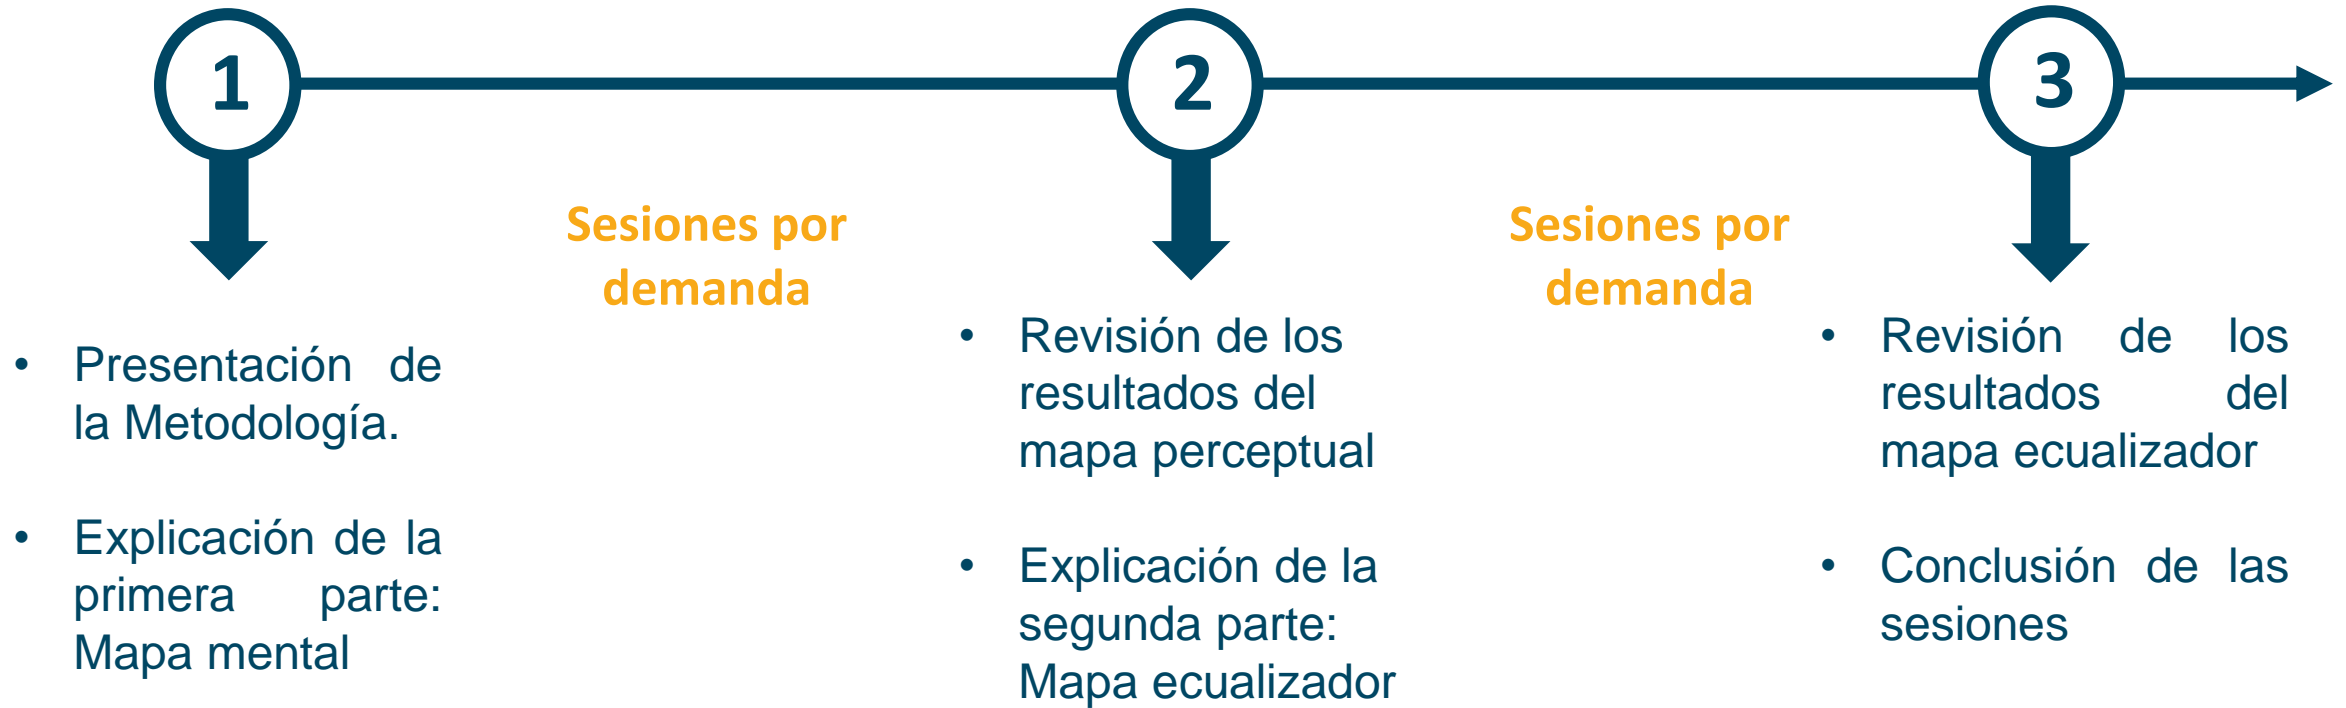 1
2
3
Sesiones por
demanda
Sesiones por
demanda
• Presentación de
la Metodología.
• Explicación de la
primera parte:
Mapa mental
• Revisión de los
resultados del
mapa perceptual
• Explicación de la
segunda parte:
Mapa ecualizador
• Revisión de los
resultados del
mapa ecualizador
• Conclusión de las
sesiones